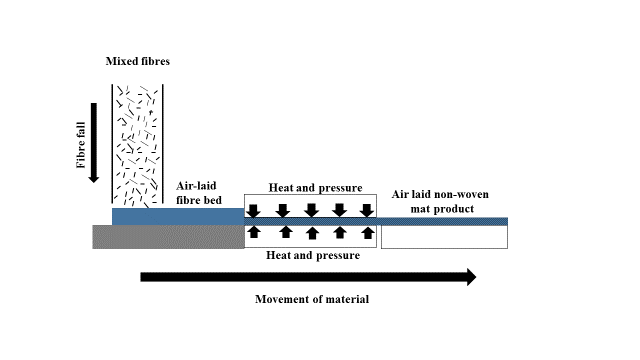 Mixed fibres
Fibre fall
Air-laid
fibre bed
Heat and pressure
Air laid non-woven
mat product
Heat and pressure
Movement of material